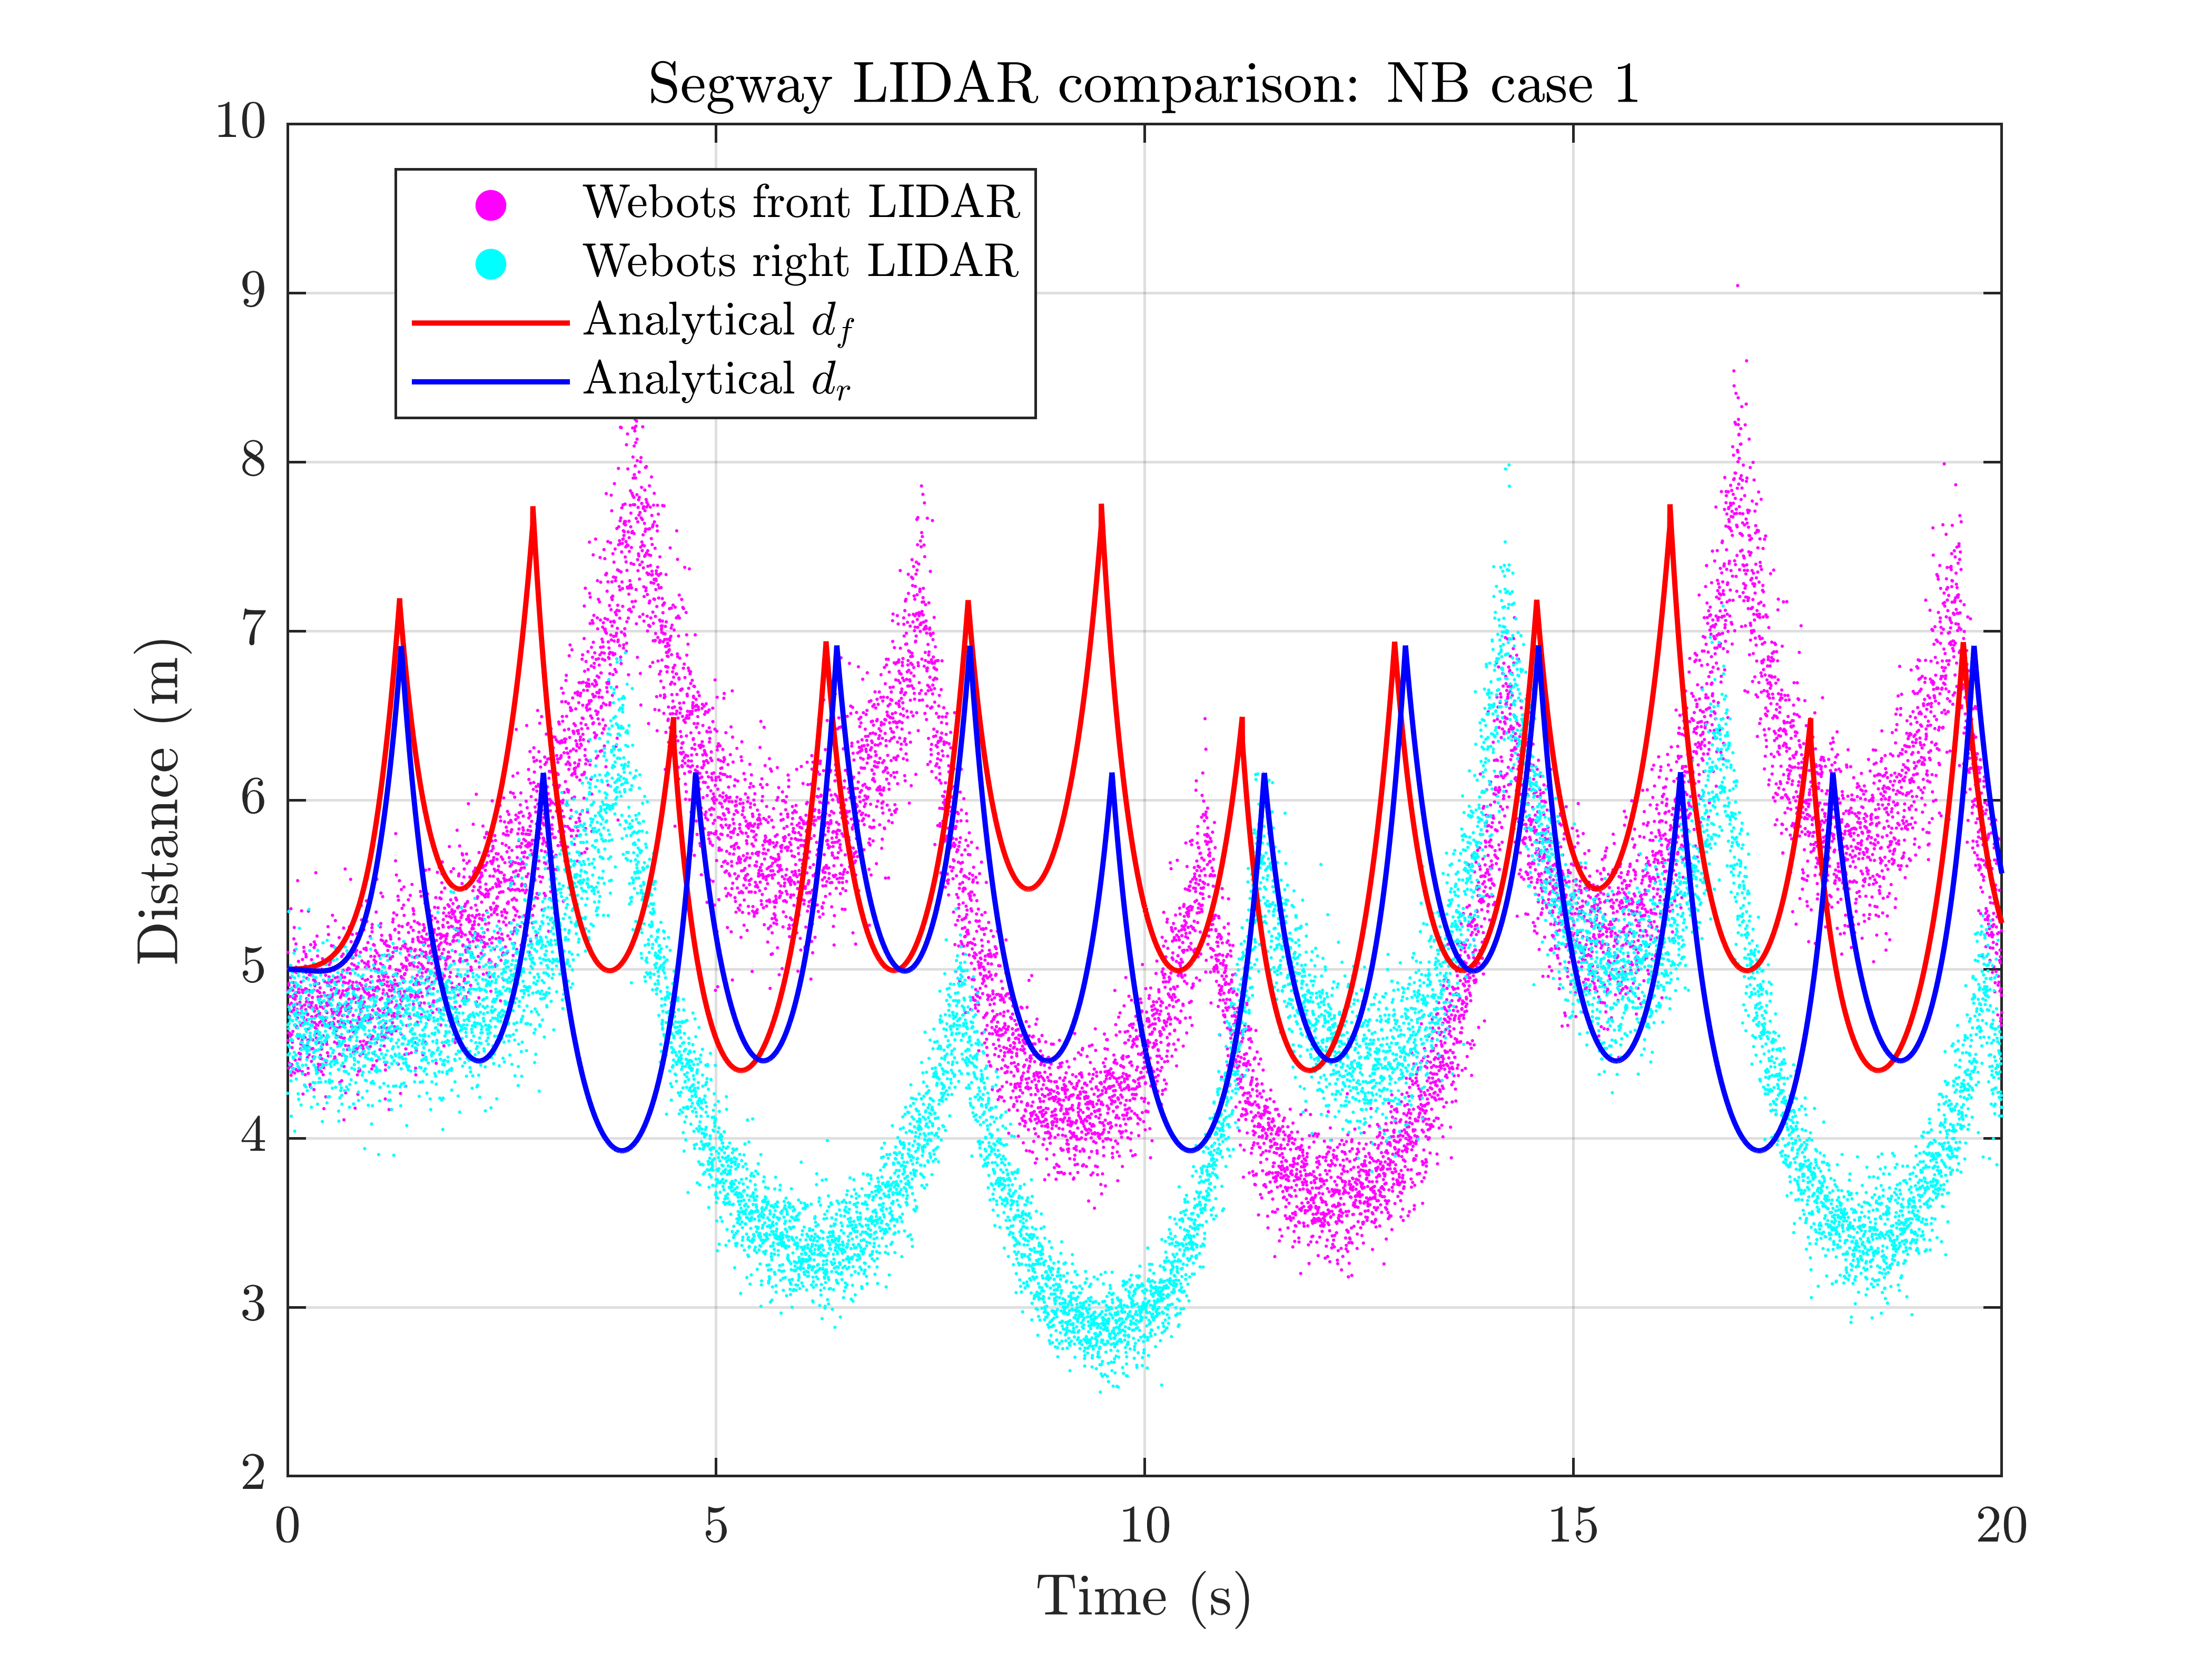 Segway LIDAR comparison: NB case 1
10
9
8
7
6
5
4
3
2
Distance (m)
Webots front LIDAR
Webots right LIDAR
Analytical d_f
Analytical d_r
0 5 10 15 20
Time (s)